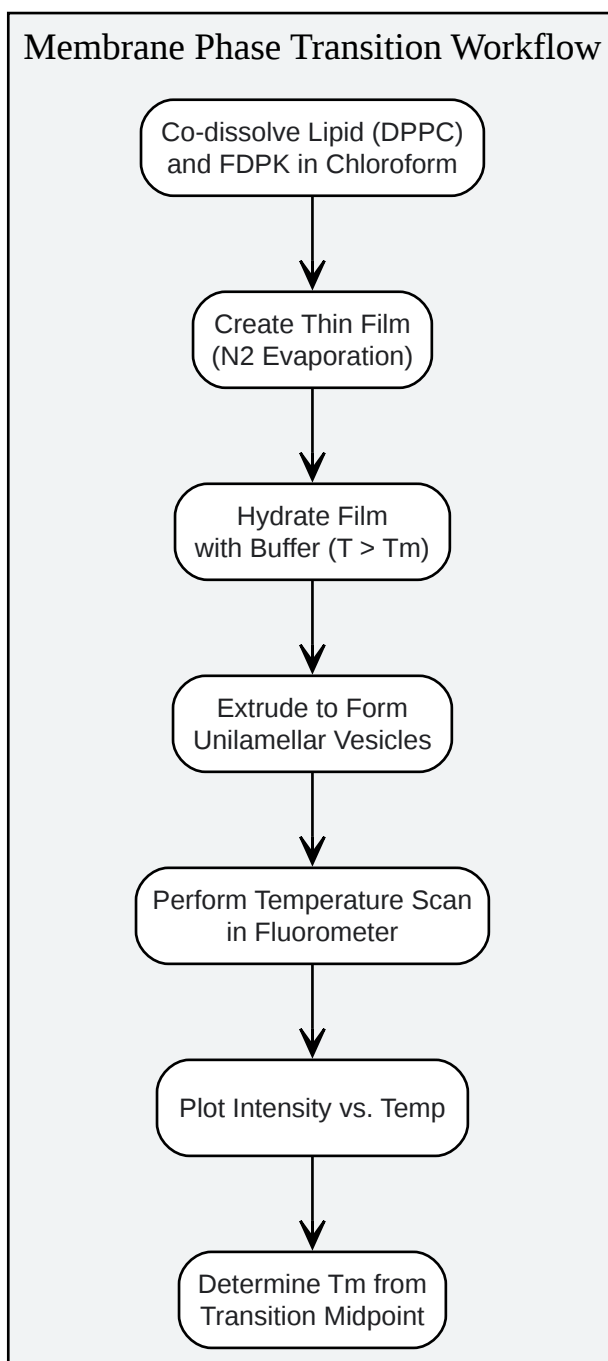 Membrane Phase Transition Workflow
Co-dissolve Lipid (DPPC)
and FDPK in Chloroform
Create Thin Film
(N2 Evaporation)
Hydrate Film
with Buffer (T > Tm)
Extrude to Form
Unilamellar Vesicles
Perform Temperature Scan
in Fluorometer
Plot Intensity vs. Temp
Determine Tm from
Transition Midpoint